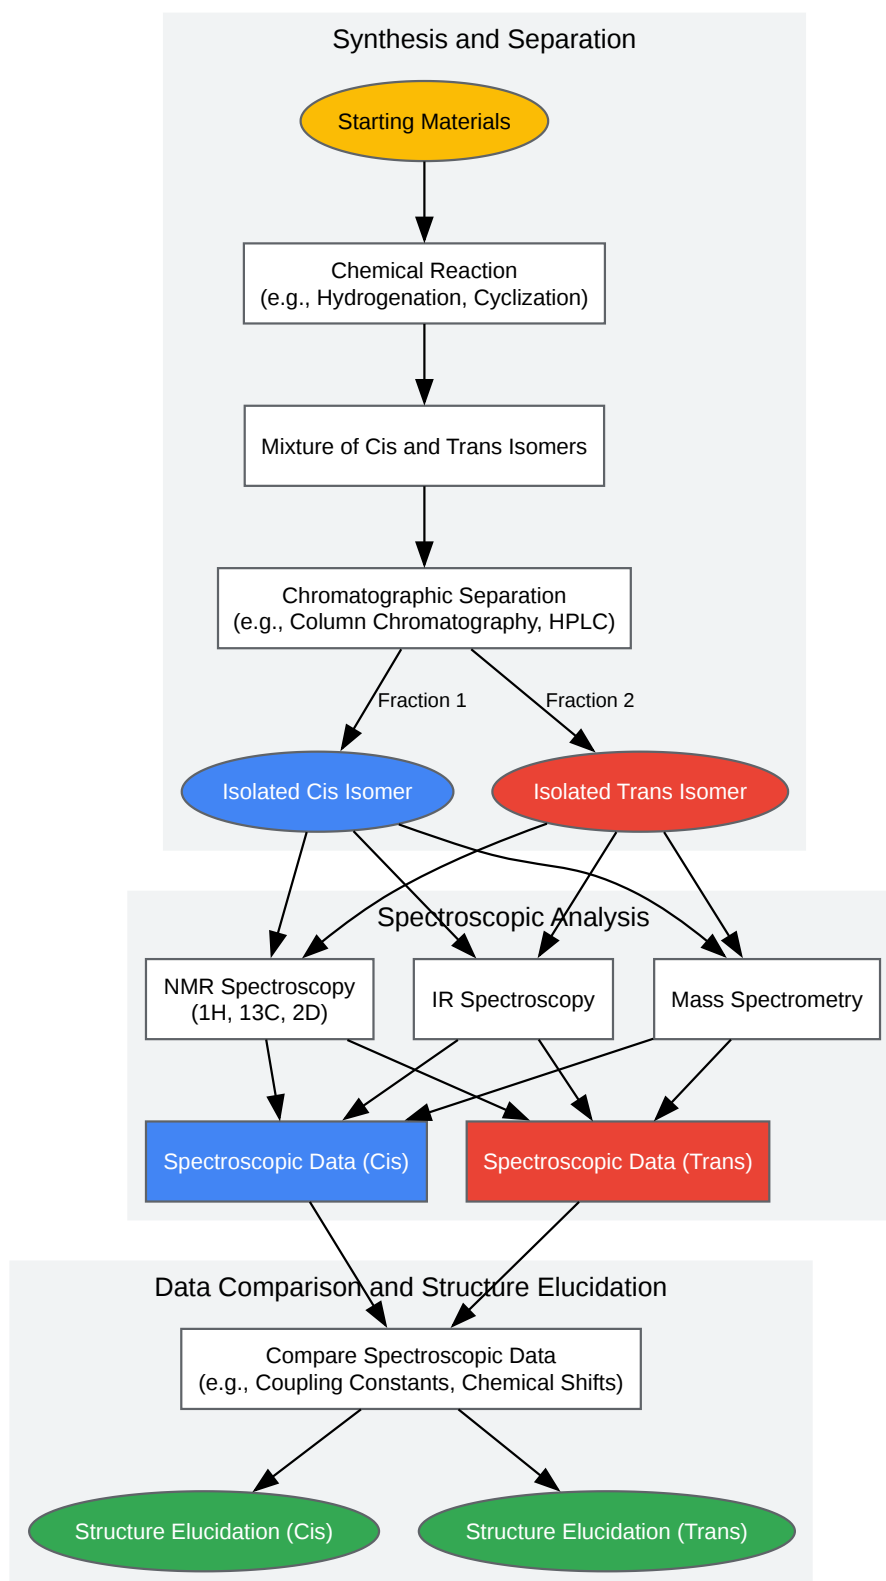 Synthesis and Separation
Starting Materials
Chemical Reaction
(e.g., Hydrogenation, Cyclization)
Mixture of Cis and Trans Isomers
Chromatographic Separation
(e.g., Column Chromatography, HPLC)
Fraction 1
Fraction 2
Isolated Cis Isomer
Isolated Trans Isomer
Spectroscopic Analysis
NMR Spectroscopy
(1H, 13C, 2D)
IR Spectroscopy
Mass Spectrometry
Spectroscopic Data (Cis)
Spectroscopic Data (Trans)
Data Comparison and Structure Elucidation
Compare Spectroscopic Data
(e.g., Coupling Constants, Chemical Shifts)
Structure Elucidation (Cis)
Structure Elucidation (Trans)